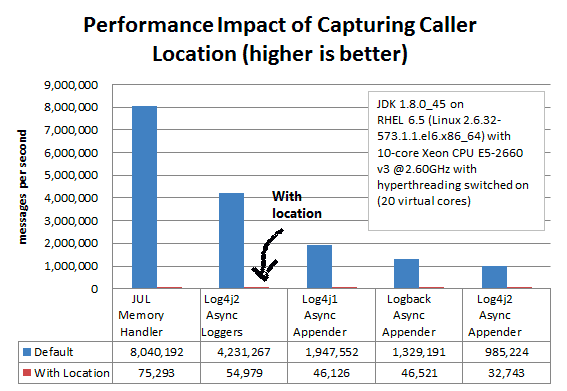 Performance Impact of Capturing Caller
Location (higher is better)
messages per second
9,000,000
8,000,000
7,000,000
6,000,000
5,000,000
4,000,000
3,000,000
2,000,000
1,000,000
0
JDK 1.8.0_45 on
RHEL 6.5 (Linux 2.6.32-
573.1.1.el6.x86_64) with
10-core Xeon CPU E5-2660
v3 @2.60GHz with
hyperthreading switched on
(20 virtual cores)
With
location
JUL
Memory
Handler
Log4j2
Async
Loggers
Log4j1
Async
Appender
Logback
Async
Appender
Log4j2
Async
Appender
Default 8,040,192 4,231,267 1,947,552 1,329,191 985,224
With Location 75,293 54,979 46,126 46,521 32,743